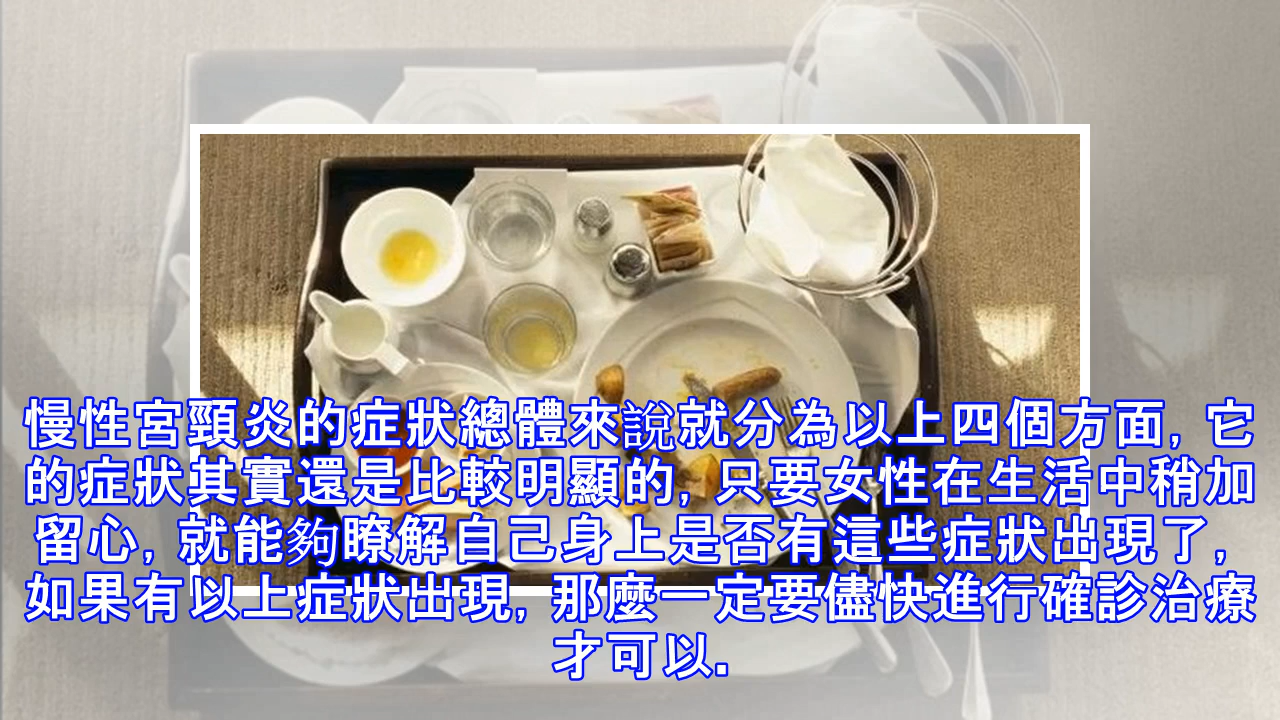 慢性宮頸炎的症狀總體來說就分為以上四個方面, 它
的症狀其實還是比較明顯的, 只要女性在生活中稍加
留心, 就能夠瞭解自己身上是否有這些症狀出現了,
如果有以上症狀出現, 那麼一定要儘快進行確診治療
才可以.